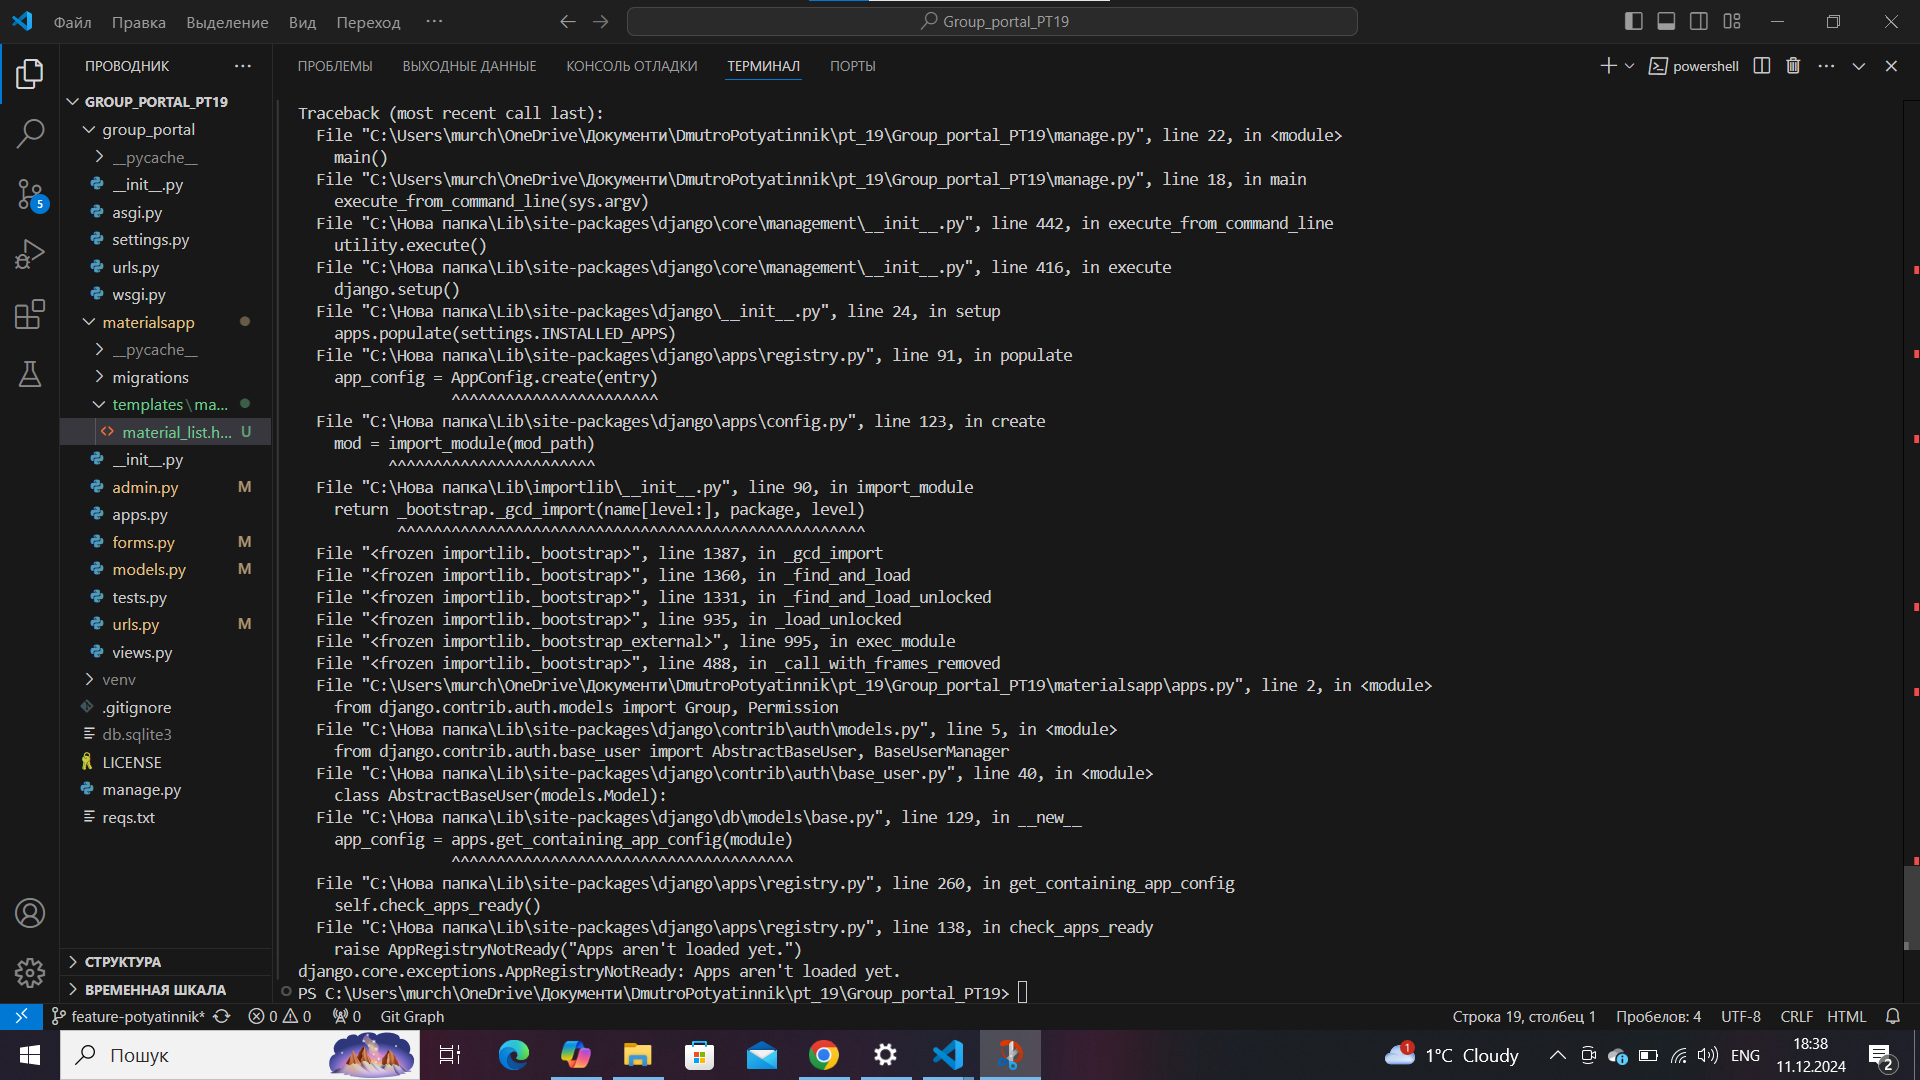 Файл Правка Выделение Вид Переход ···
Group_portal_PT19
ПРОВОДНИК
ПРОБЛЕМЫ ВЫХОДНЫЕ ДАННЫЕ КОНСОЛЬ ОТЛАДКИ ТЕРМИНАЛ ПОРТЫ
powershell
GROUP_PORTAL_PT19
group_portal
__pycache__
__init__.py
asgi.py
settings.py
urls.py
wsgi.py
materialsapp
__pycache__
migrations
templates\ma...
material_list.h... U
__init__.py
admin.py M
apps.py
forms.py M
models.py M
tests.py
urls.py M
views.py
venv
.gitignore
db.sqlite3
LICENSE
manage.py
reqs.txt
СТРУКТУРА
ВРЕМЕННАЯ ШКАЛА
5
Traceback (most recent call last):
File "C:\Users\murch\OneDrive\Документи\DmutroPotyatinnik\pt_19\Group_portal_PT19\manage.py", line 22, in <module>
main()
File "C:\Users\murch\OneDrive\Документи\DmutroPotyatinnik\pt_19\Group_portal_PT19\manage.py", line 18, in main
execute_from_command_line(sys.argv)
File "C:\Нова папка\Lib\site-packages\django\core\management\__init__.py", line 442, in execute_from_command_line
utility.execute()
File "C:\Нова папка\Lib\site-packages\django\core\management\__init__.py", line 416, in execute
django.setup()
File "C:\Нова папка\Lib\site-packages\django\__init__.py", line 24, in setup
apps.populate(settings.INSTALLED_APPS)
File "C:\Нова папка\Lib\site-packages\django\apps\registry.py", line 91, in populate
app_config = AppConfig.create(entry)
^^^^^^^^^^^^^^^^^^^^^^^
File "C:\Нова папка\Lib\site-packages\django\apps\config.py", line 123, in create
mod = import_module(mod_path)
^^^^^^^^^^^^^^^^^^^^^^^
File "C:\Нова папка\Lib\importlib\__init__.py", line 90, in import_module
return _bootstrap._gcd_import(name[level:], package, level)
^^^^^^^^^^^^^^^^^^^^^^^^^^^^^^^^^^^^^^^^^^^^^^^^^^^^
File "<frozen importlib._bootstrap>", line 1387, in _gcd_import
File "<frozen importlib._bootstrap>", line 1360, in _find_and_load
File "<frozen importlib._bootstrap>", line 1331, in _find_and_load_unlocked
File "<frozen importlib._bootstrap>", line 935, in _load_unlocked
File "<frozen importlib._bootstrap_external>", line 995, in exec_module
File "<frozen importlib._bootstrap>", line 488, in _call_with_frames_removed
File "C:\Users\murch\OneDrive\Документи\DmutroPotyatinnik\pt_19\Group_portal_PT19\materialsapp\apps.py", line 2, in <module>
from django.contrib.auth.models import Group, Permission
File "C:\Нова папка\Lib\site-packages\django\contrib\auth\models.py", line 5, in <module>
from django.contrib.auth.base_user import AbstractBaseUser, BaseUserManager
File "C:\Нова папка\Lib\site-packages\django\contrib\auth\base_user.py", line 40, in <module>
class AbstractBaseUser(models.Model):
File "C:\Нова папка\Lib\site-packages\django\db\models\base.py", line 129, in __new__
app_config = apps.get_containing_app_config(module)
^^^^^^^^^^^^^^^^^^^^^^^^^^^^^^^^^^^^^^
File "C:\Нова папка\Lib\site-packages\django\apps\registry.py", line 260, in get_containing_app_config
self.check_apps_ready()
File "C:\Нова папка\Lib\site-packages\django\apps\registry.py", line 138, in check_apps_ready
raise AppRegistryNotReady("Apps aren't loaded yet.")
django.core.exceptions.AppRegistryNotReady: Apps aren't loaded yet.
PS C:\Users\murch\OneDrive\Документи\DmutroPotyatinnik\pt_19\Group_portal_PT19>
feature-potyatinnik* 0 0 0 Git Graph
Строка 19, столбец 1 Пробелов: 4 UTF-8 CRLF HTML
Пошук
1 1°C Cloudy ENG 18:38
11.12.2024
2